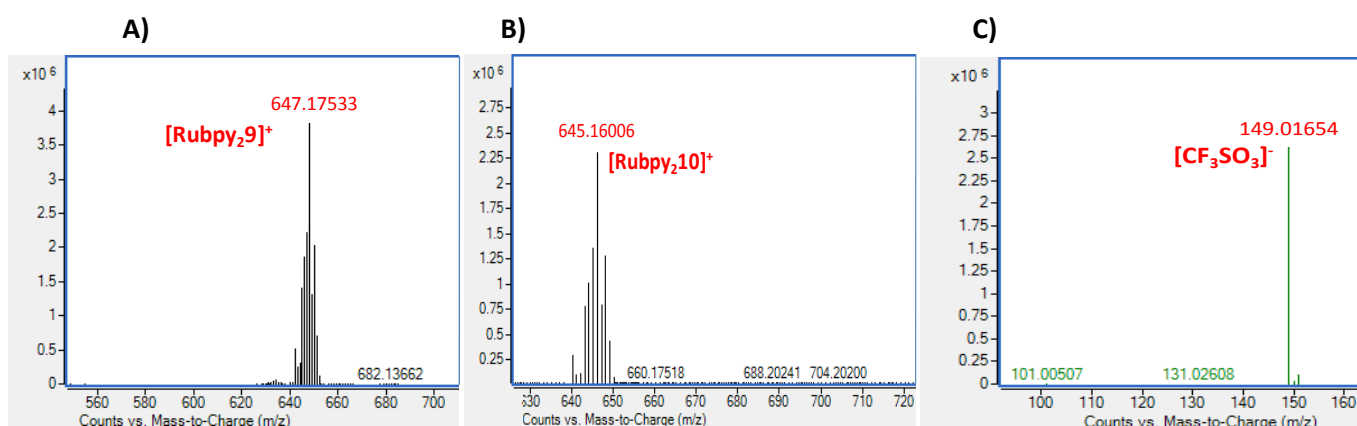 A)
x10 6
647.17533
[Rubpy29]+
4
3.5
3
2.5
2
1.5
1
0.5
0
682.13662
560 580 600 620 640 660 680 700
Counts vs. Mass-to-Charge (m/z)
B)
x10 6
645.16006
[Rubpy210]+
2.75
2.5
2.25
2
1.75
1.5
1.25
1
0.75
0.5
0.25
660.17518 688.20241 704.20200
530 640 650 660 670 680 690 700 710 720
Counts vs. Mass-to-Charge (m/z)
C)
x10 6
149.01654
[CF3SO3]-
3
2.75
2.5
2.25
2
1.75
1.5
1.25
1
0.75
0.5
0.25
0
101.00507 131.02608
100 110 120 130 140 150 160
Counts vs. Mass-to-Charge (m/z)